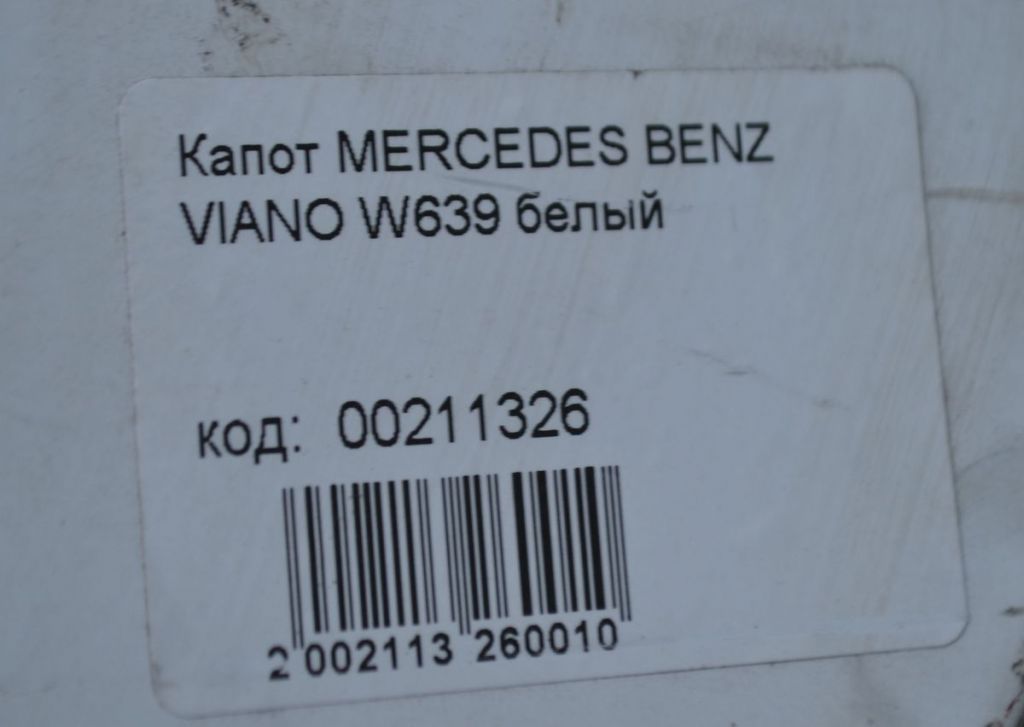 Капот MERCEDES BENZ
VIANO W639 белый
код: 00211326
2 002113 260010